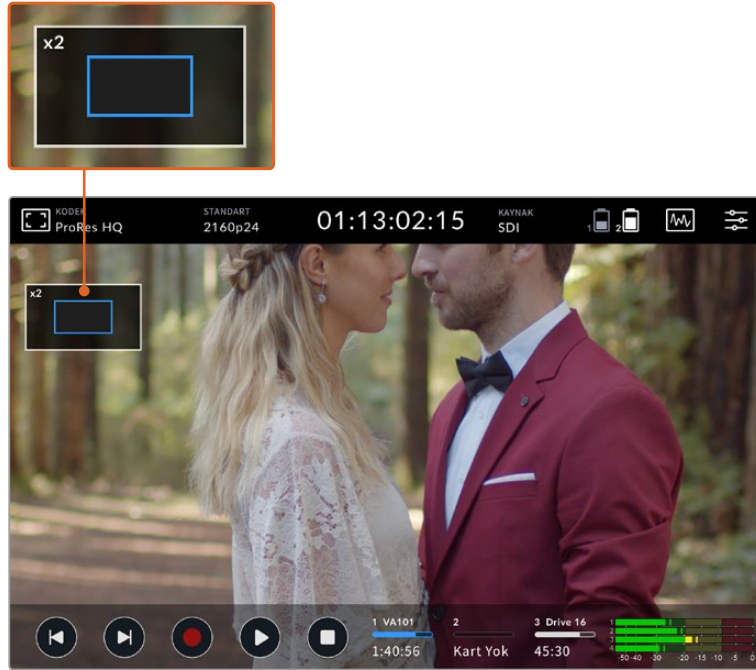 x2
KODEK
ProRes HQ
STANDART
2160p24
01:13:02:15
KAYNAK
SDI
1
2
x2
1 VA101
1:40:56
2
Kart Yok
3 Drive 16
45:30
1
2
3
4
-50 -40 -30 -20 -15 -10 -5 0